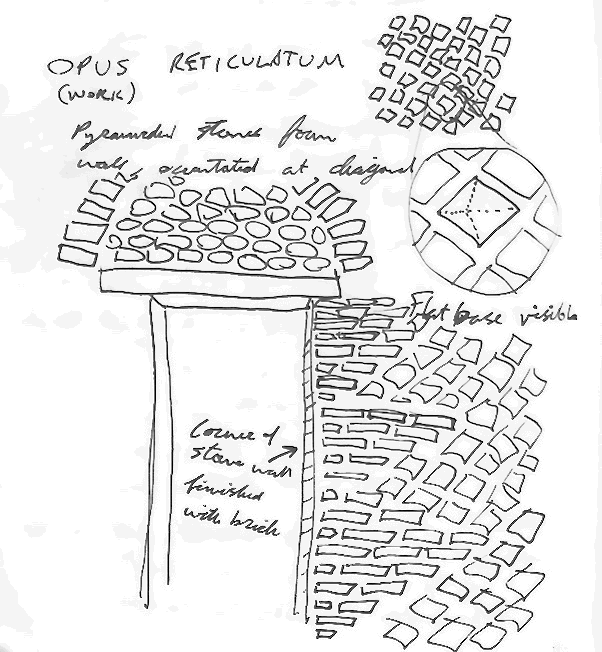 OPUS RETICULATUM
(WORK)
Pyramided stones form
wall orientated at diagonal
Flat base visible
Corner of
stone wall
finished
with brick